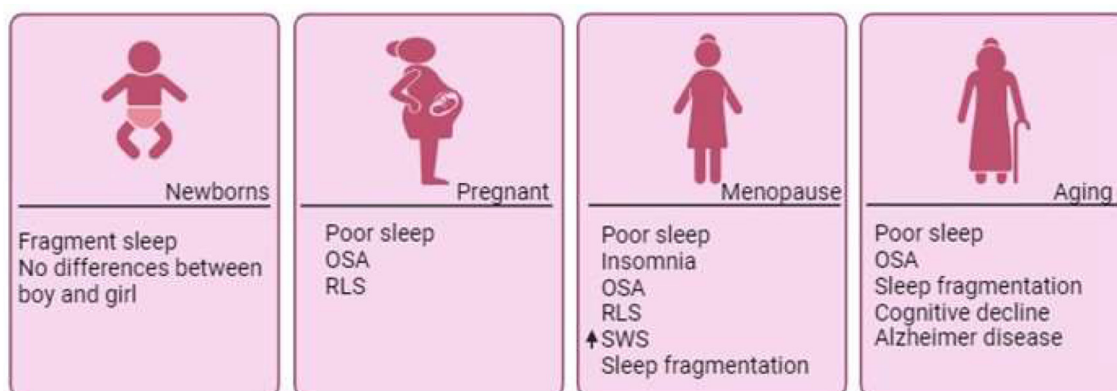 Newborns
Fragment sleep
No differences between
boy and girl
Pregnant
Poor sleep
OSA
RLS
Menopause
Poor sleep
Insomnia
OSA
RLS
↑SWS
Sleep fragmentation
Aging
Poor sleep
OSA
Sleep fragmentation
Cognitive decline
Alzheimer disease